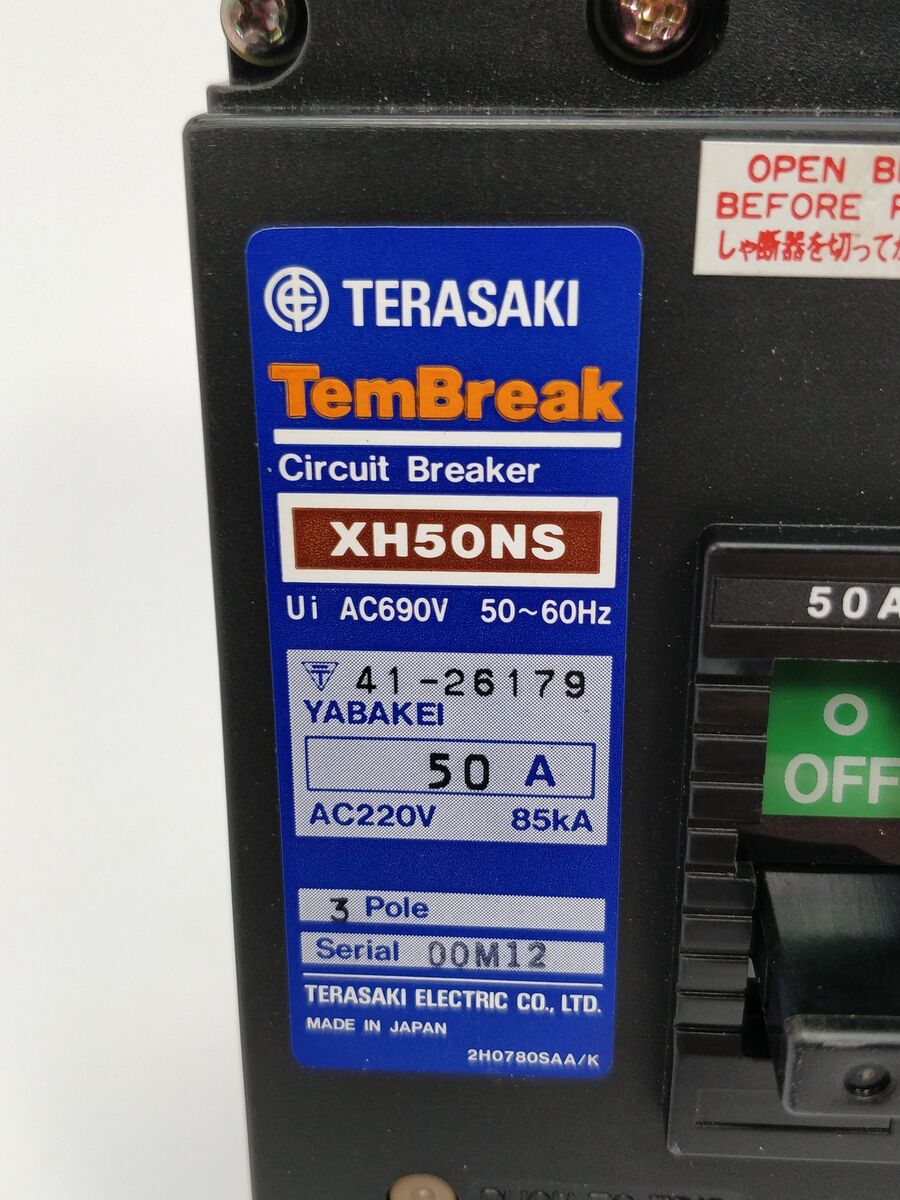 OPEN
BEFORE
しゃ断器を切ってか
TERASAKI
TemBreak
Circuit Breaker
XH50NS
Ui AC690V 50~60Hz
41-26179
YABAKEI
50 A
AC220V 85kA
3 Pole
Serial 00M12
TERASAKI ELECTRIC CO., LTD.
MADE IN JAPAN
2H0780SAA/K
50A
O
OFF